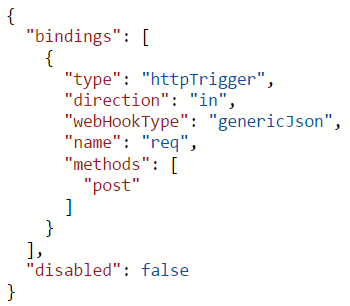 {
  "bindings": [
    {
      "type": "httpTrigger",
      "direction": "in",
      "webHookType": "genericJson",
      "name": "req",
      "methods": [
        "post"
      ]
    }
  ],
  "disabled": false
}